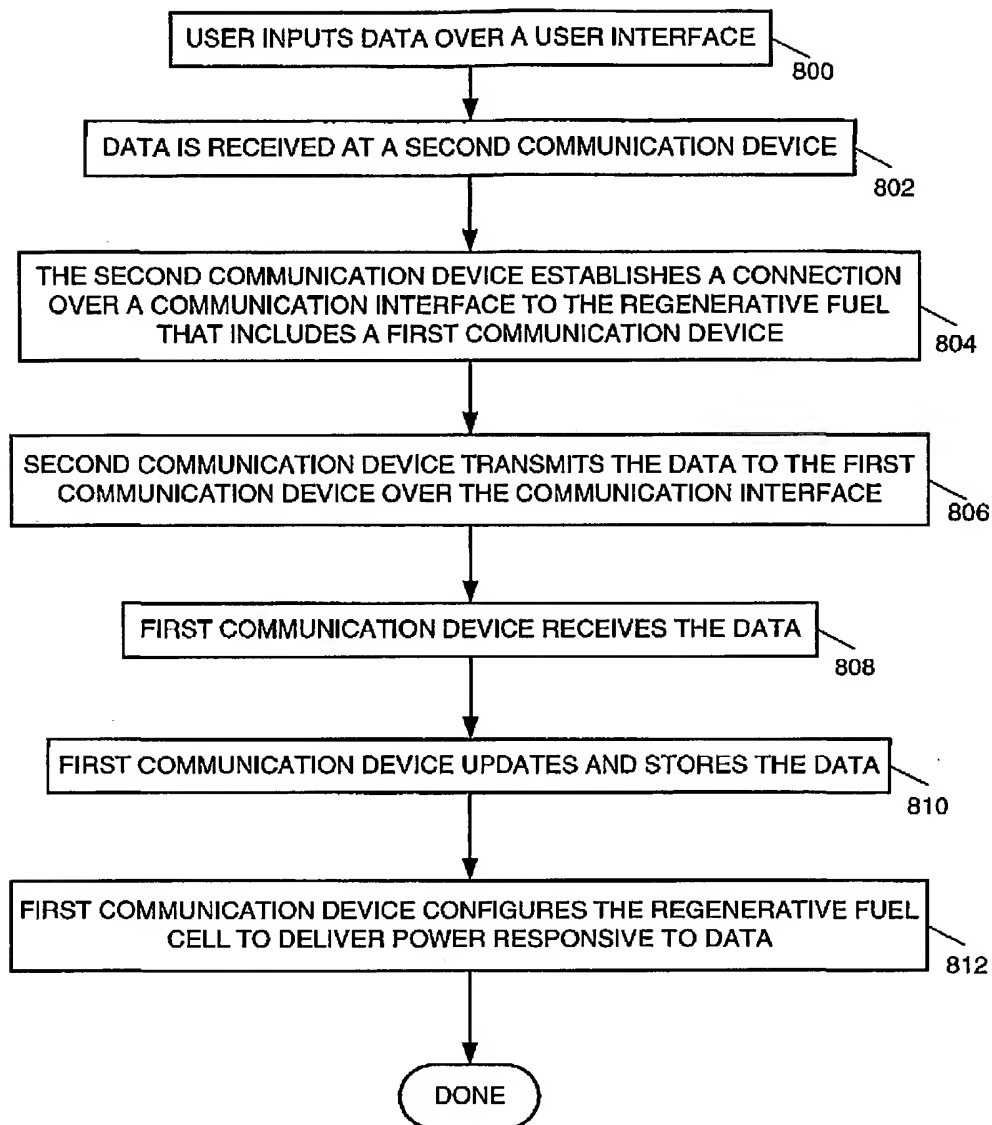 USER INPUTS DATA OVER A USER INTERFACE
800
DATA IS RECEIVED AT A SECOND COMMUNICATION DEVICE
802
THE SECOND COMMUNICATION DEVICE ESTABLISHES A CONNECTION
OVER A COMMUNICATION INTERFACE TO THE REGENERATIVE FUEL
THAT INCLUDES A FIRST COMMUNICATION DEVICE
804
SECOND COMMUNICATION DEVICE TRANSMITS THE DATA TO THE FIRST
COMMUNICATION DEVICE OVER THE COMMUNICATION INTERFACE
806
FIRST COMMUNICATION DEVICE RECEIVES THE DATA
808
FIRST COMMUNICATION DEVICE UPDATES AND STORES THE DATA
810
FIRST COMMUNICATION DEVICE CONFIGURES THE REGENERATIVE FUEL
CELL TO DELIVER POWER RESPONSIVE TO DATA
812
DONE